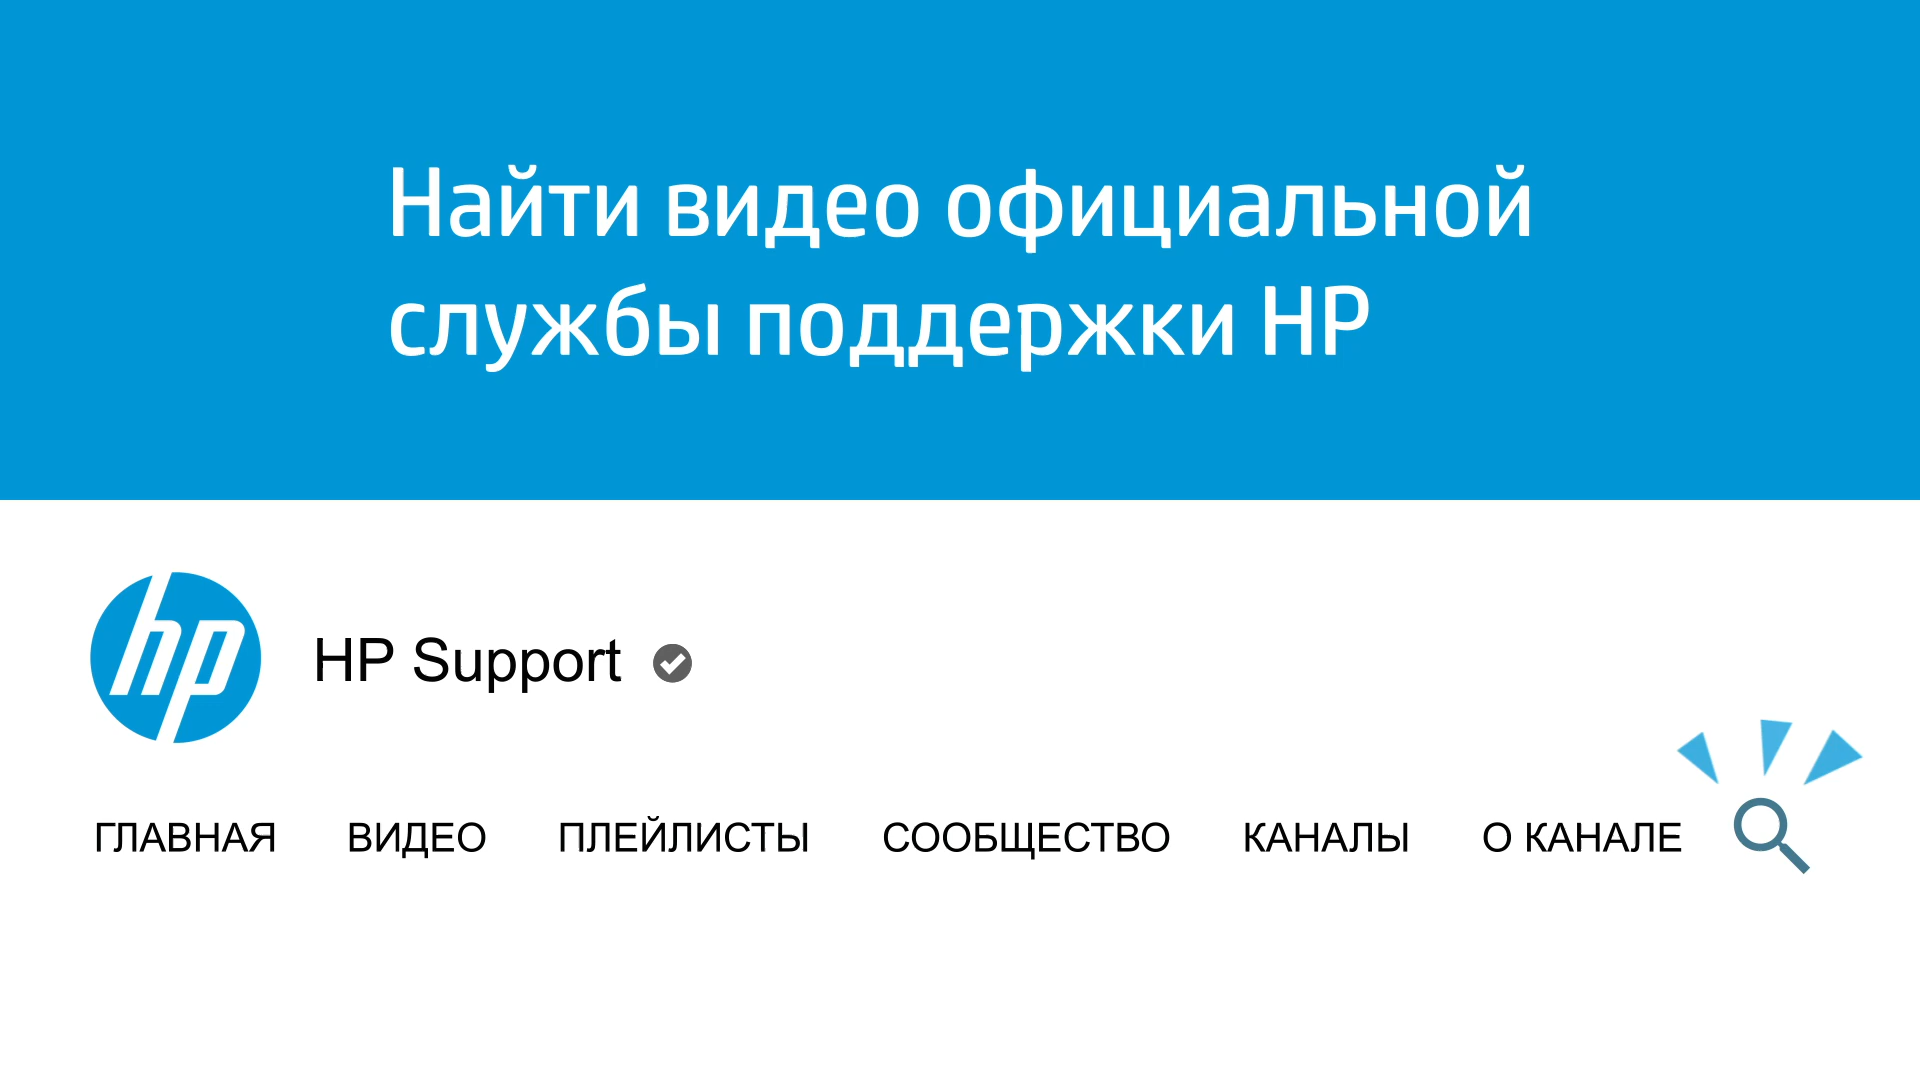 Найти видео официальной
службы поддержки HP
hp
HP Support
ГЛАВНАЯ ВИДЕО ПЛЕЙЛИСТЫ СООБЩЕСТВО КАНАЛЫ О КАНАЛЕ